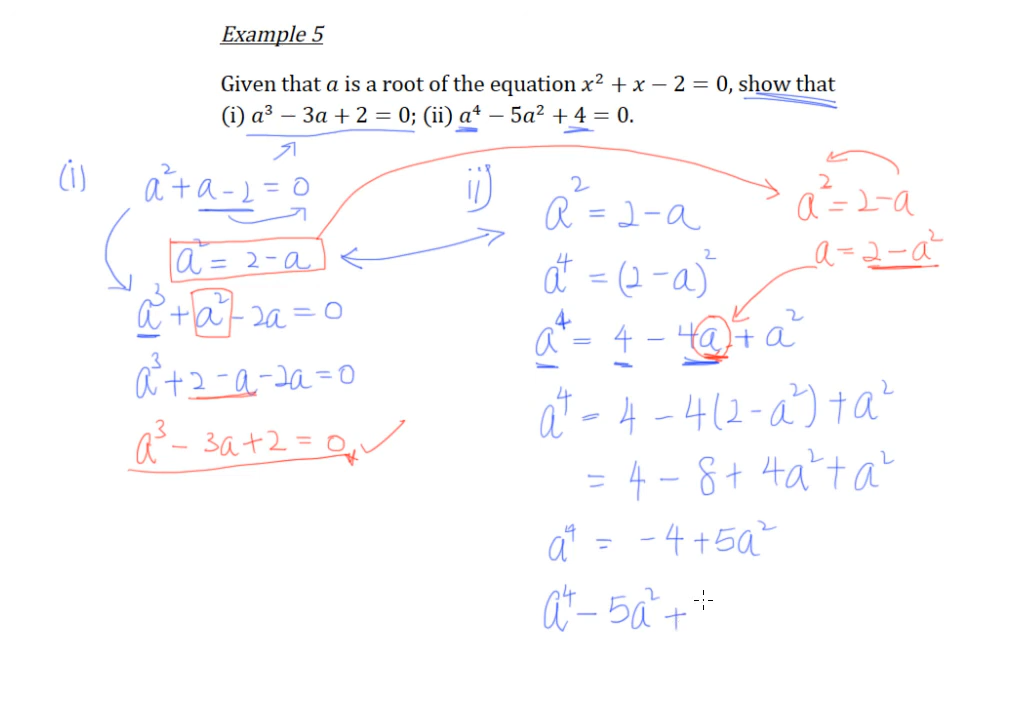 Example 5
Given that a is a root of the equation x² + x − 2 = 0, show that
(i) a³ − 3a + 2 = 0; (ii) a⁴ − 5a² + 4 = 0.
(i)
a² + a - 2 = 0
a² = 2 - a
a³ + a² - 2a = 0
a³ + 2 - a - 2a = 0
a³ - 3a + 2 = 0
ii)
a² = 2 - a
a⁴ = (2 - a)²
a⁴ = 4 - 4a + a²
a⁴ = 4 - 4(2 - a²) + a²
= 4 - 8 + 4a² + a²
a⁴ = -4 + 5a²
a⁴ - 5a² +
a² = 2 - a
a = 2 - a²